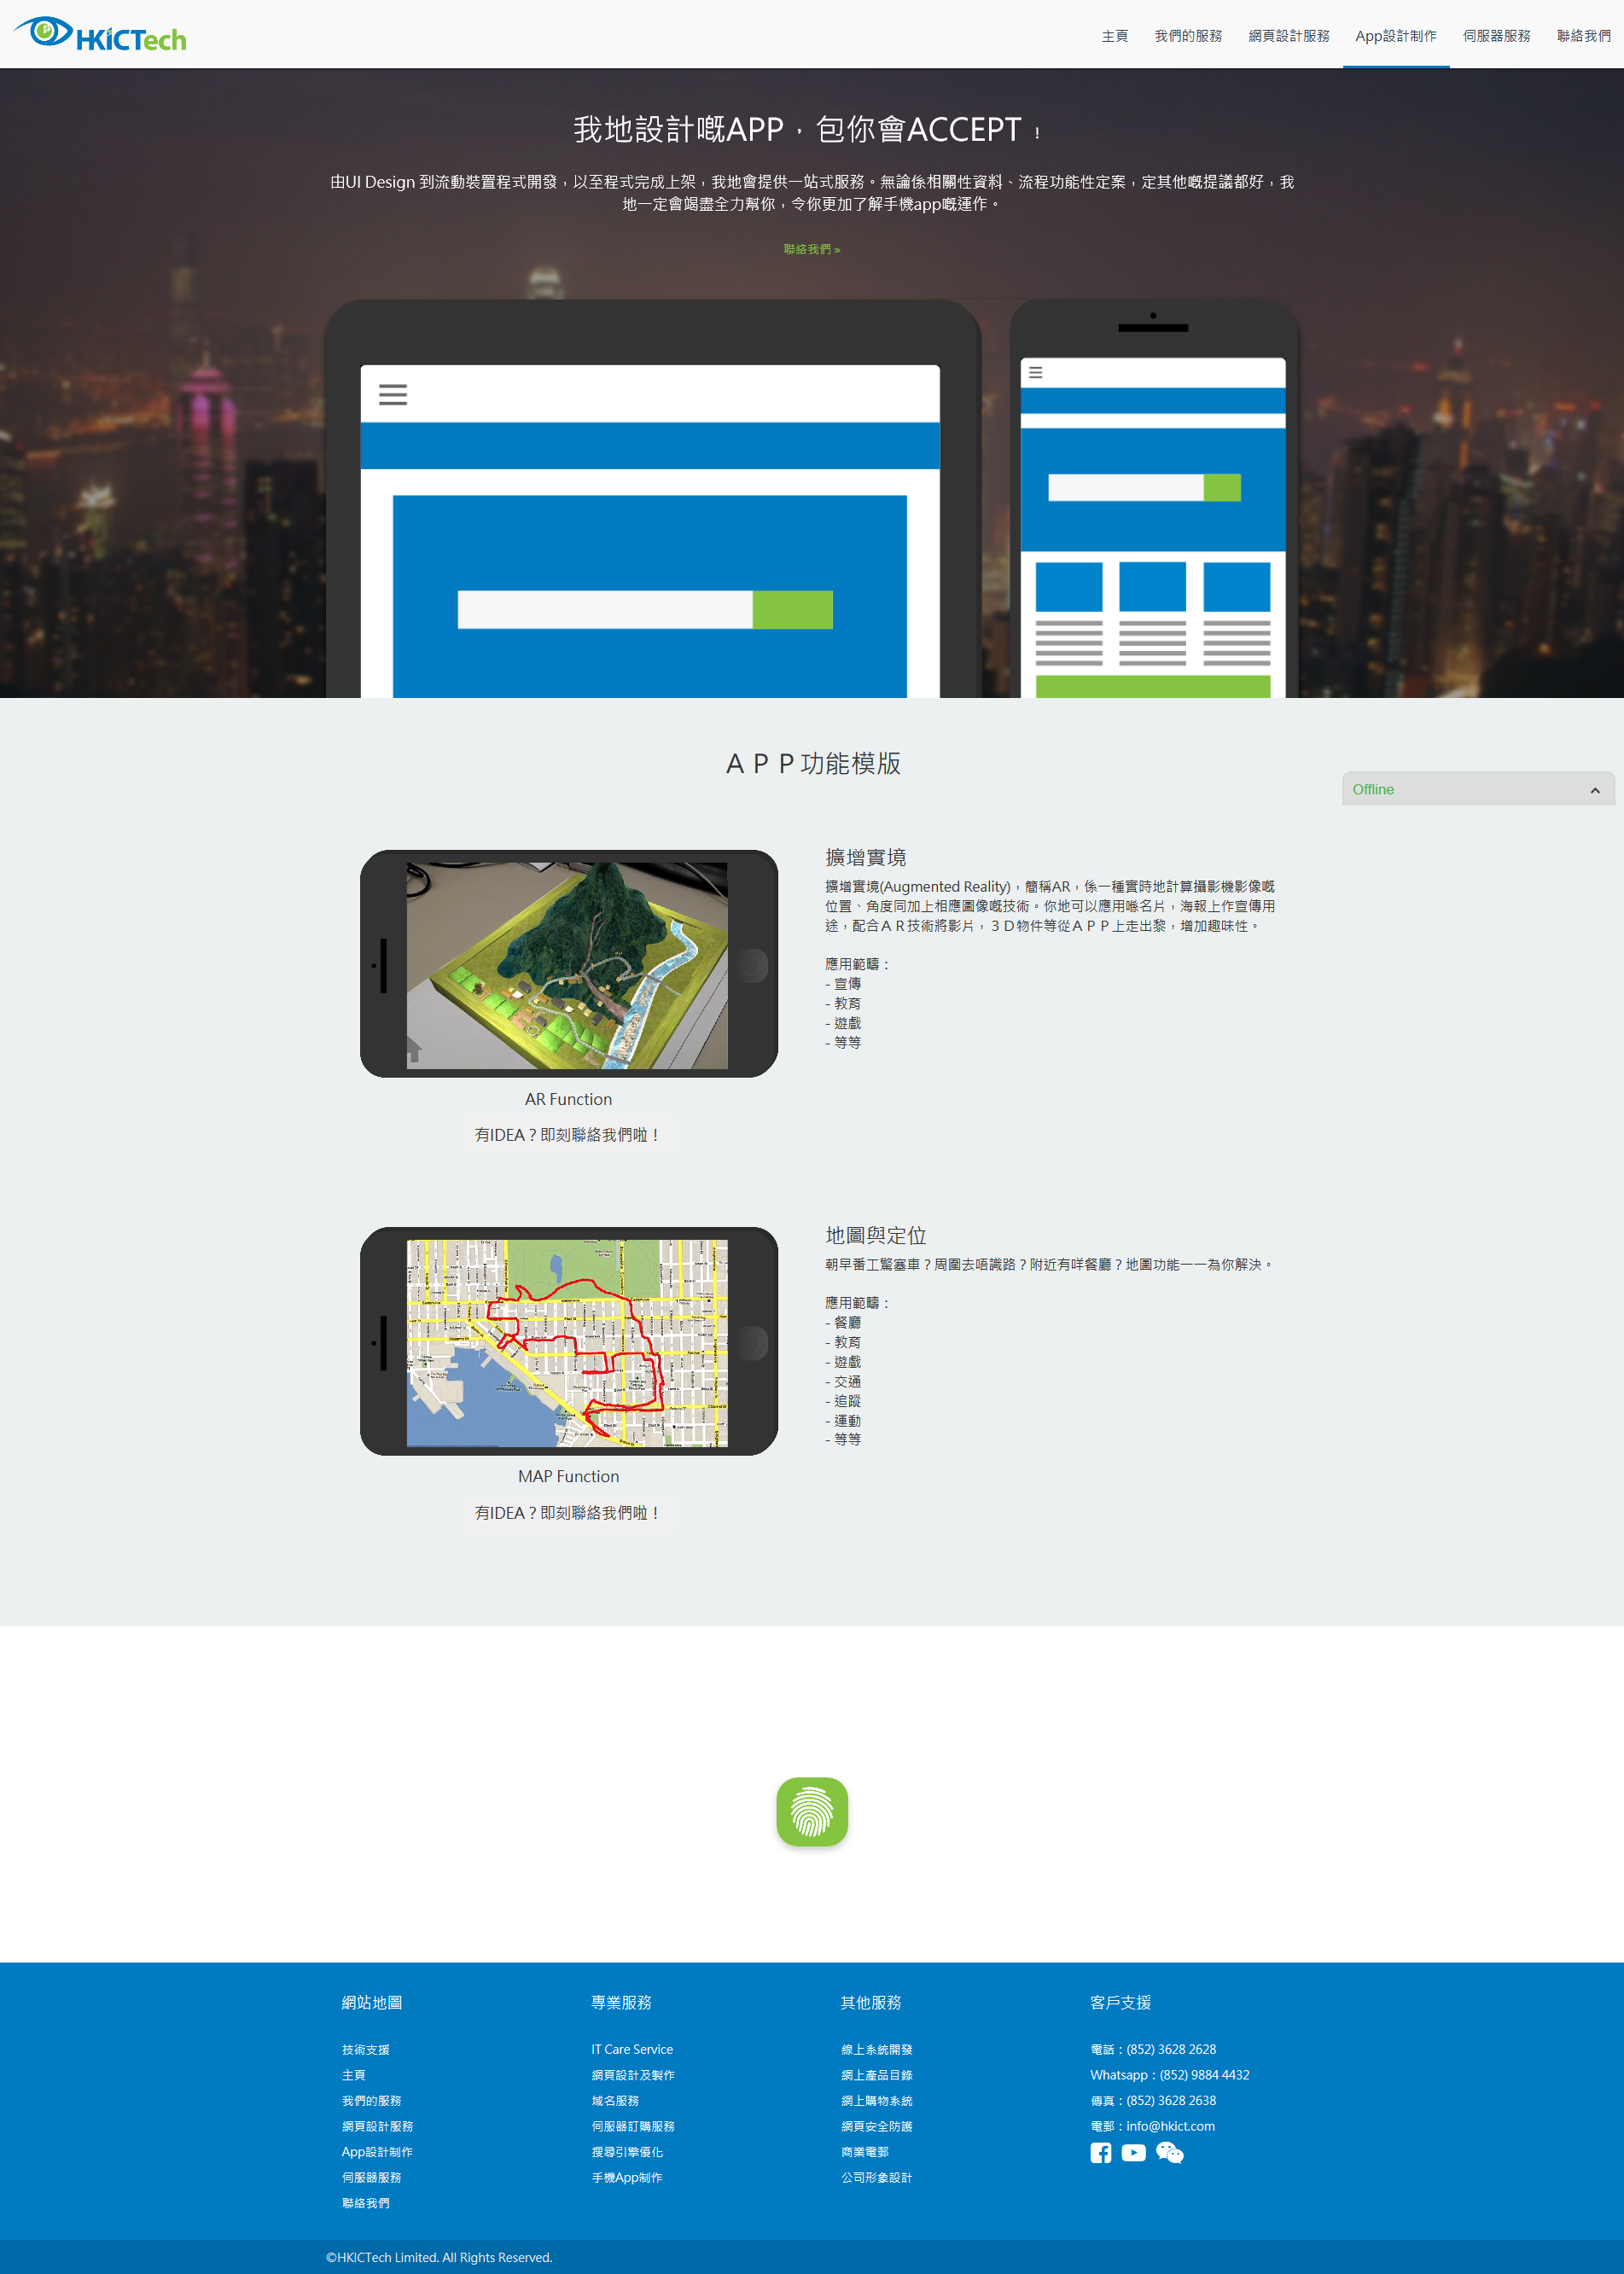 HKiCTech
主頁
我們的服務
網頁設計服務
App設計制作
伺服器服務
聯絡我們
我地設計嘅APP，包你會ACCEPT！
由UI Design 到流動裝置程式開發，以至程式完成上架，我地會提供一站式服務。無論係相關性資料、流程功能性定案，定其他嘅提議都好，我
地一定會竭盡全力幫你，令你更加了解手機app嘅運作。
聯絡我們 »
ＡＰＰ功能模版
Offline
擴增實境
擴增實境(Augmented Reality)，簡稱AR，係一種實時地計算攝影機影像嘅
位置、角度同加上相應圖像嘅技術。你地可以應用喺名片，海報上作宣傳用
途，配合ＡＲ技術將影片，３Ｄ物件等從ＡＰＰ上走出黎，增加趣味性。
應用範疇：
- 宣傳
- 教育
- 遊戲
- 等等
AR Function
有IDEA？即刻聯絡我們啦！
地圖與定位
朝早番工驚塞車？周圍去唔識路？附近有咩餐廳？地圖功能一一為你解決。
應用範疇：
- 餐廳
- 教育
- 遊戲
- 交通
- 追蹤
- 運動
- 等等
MAP Function
有IDEA？即刻聯絡我們啦！
網站地圖
技術支援
主頁
我們的服務
網頁設計服務
App設計制作
伺服器服務
聯絡我們
專業服務
IT Care Service
網頁設計及製作
域名服務
伺服器訂購服務
搜尋引擎優化
手機App制作
其他服務
線上系統開發
網上產品目錄
網上購物系統
網頁安全防護
商業電郵
公司形象設計
客戶支援
電話：(852) 3628 2628
Whatsapp：(852) 9884 4432
傳真：(852) 3628 2638
電郵：info@hkict.com
©HKICTech Limited. All Rights Reserved.